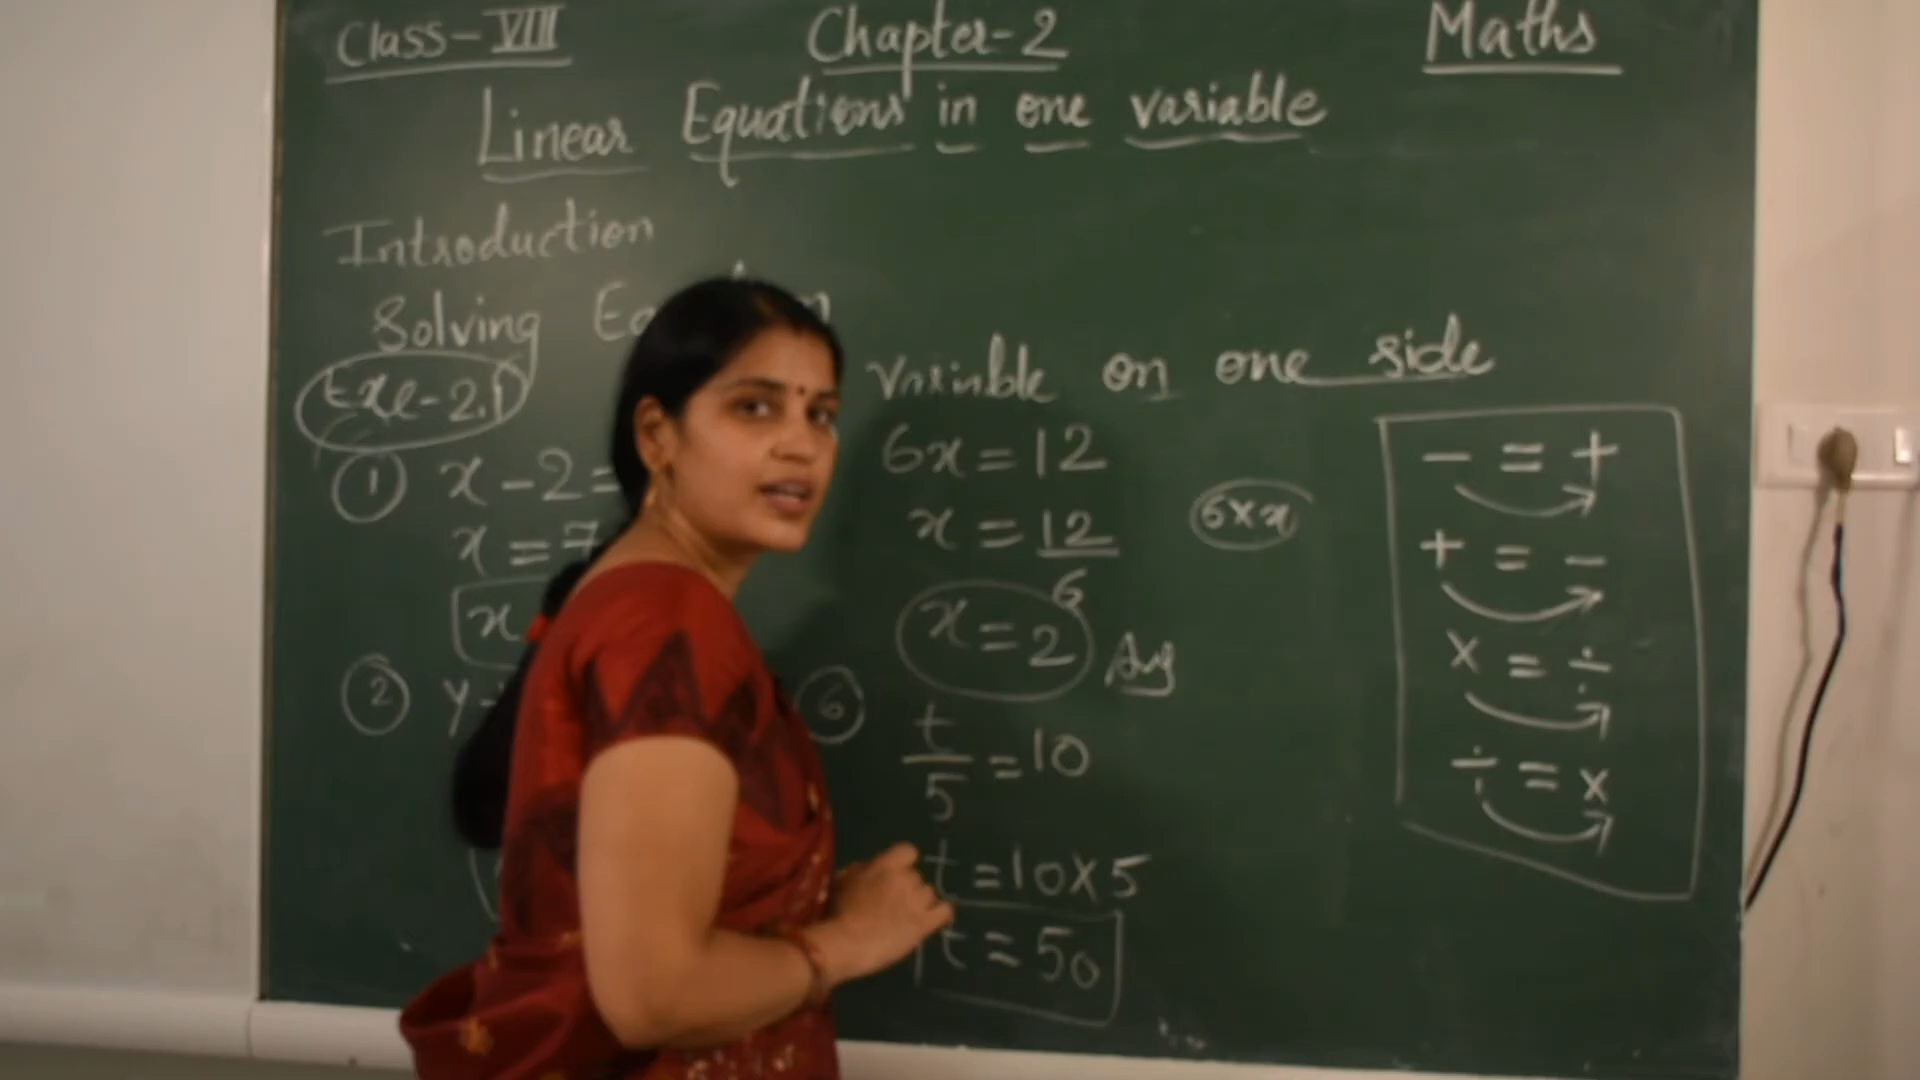 Class-VIII
Chapter-2
Maths
Linear Equations in one variable
Introduction
Solving
variable on one side
Exe-2.1
① x-2=
x=7
x
② y-
6x=12
x=12/6
x=2 Ans
6×x
⑥ t/5=10
t=10×5
t=50
- = +
+ = -
× = ÷
÷ = ×